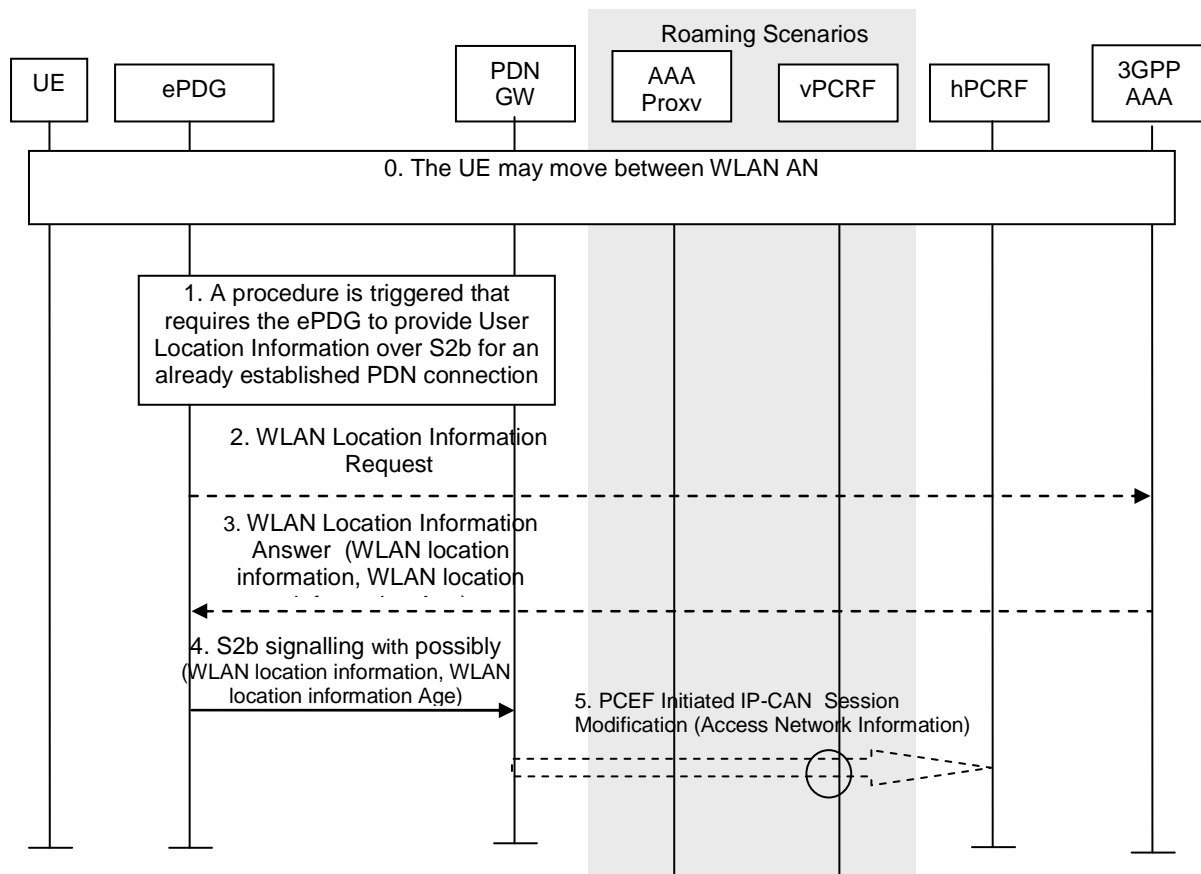 Roaming Scenarios
UE
ePDG
PDN
GW
AAA
Proxv
vPCRF
hPCRF
3GPP
AAA
0. The UE may move between WLAN AN
1. A procedure is triggered that
requires the ePDG to provide User
Location Information over S2b for an
already established PDN connection
2. WLAN Location Information
Request
3. WLAN Location Information
Answer (WLAN location
information, WLAN location
4. S2b signalling with possibly
(WLAN location information, WLAN
location information Age)
5. PCEF Initiated IP-CAN Session
Modification (Access Network Information)